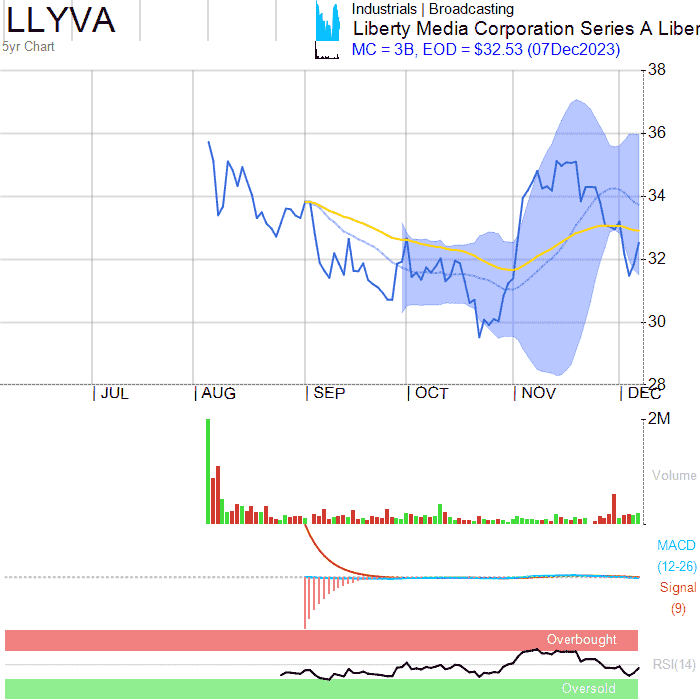 LLYVA
5yr Chart
Industrials | Broadcasting
Liberty Media Corporation Series A Liber
MC = 3B, EOD = $32.53 (07Dec2023)
38
36
34
32
30
28
JUL AUG SEP OCT NOV DEC
2M
Volume
MACD
(12-26)
Signal
(9)
Overbought
RSI(14)
Oversold